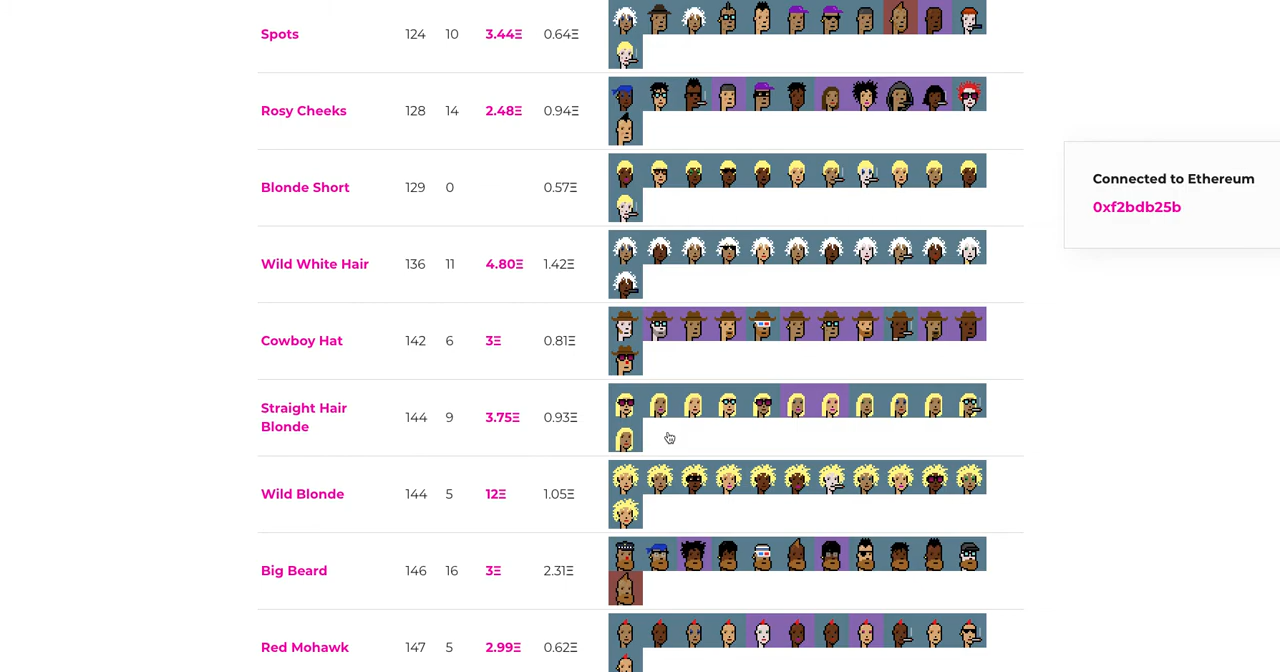 Spots 124 10 3.44Ξ 0.64Ξ
Rosy Cheeks 128 14 2.48Ξ 0.94Ξ
Connected to Ethereum
0xf2bdb25b
Blonde Short 129 0 0.57Ξ
Wild White Hair 136 11 4.80Ξ 1.42Ξ
Cowboy Hat 142 6 3Ξ 0.81Ξ
Straight Hair
Blonde 144 9 3.75Ξ 0.93Ξ
Wild Blonde 144 5 12Ξ 1.05Ξ
Big Beard 146 16 3Ξ 2.31Ξ
Red Mohawk 147 5 2.99Ξ 0.62Ξ